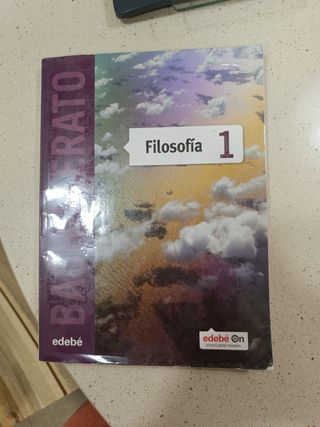 BACHILLERATO
Filosofía 1
edebé On
edebé